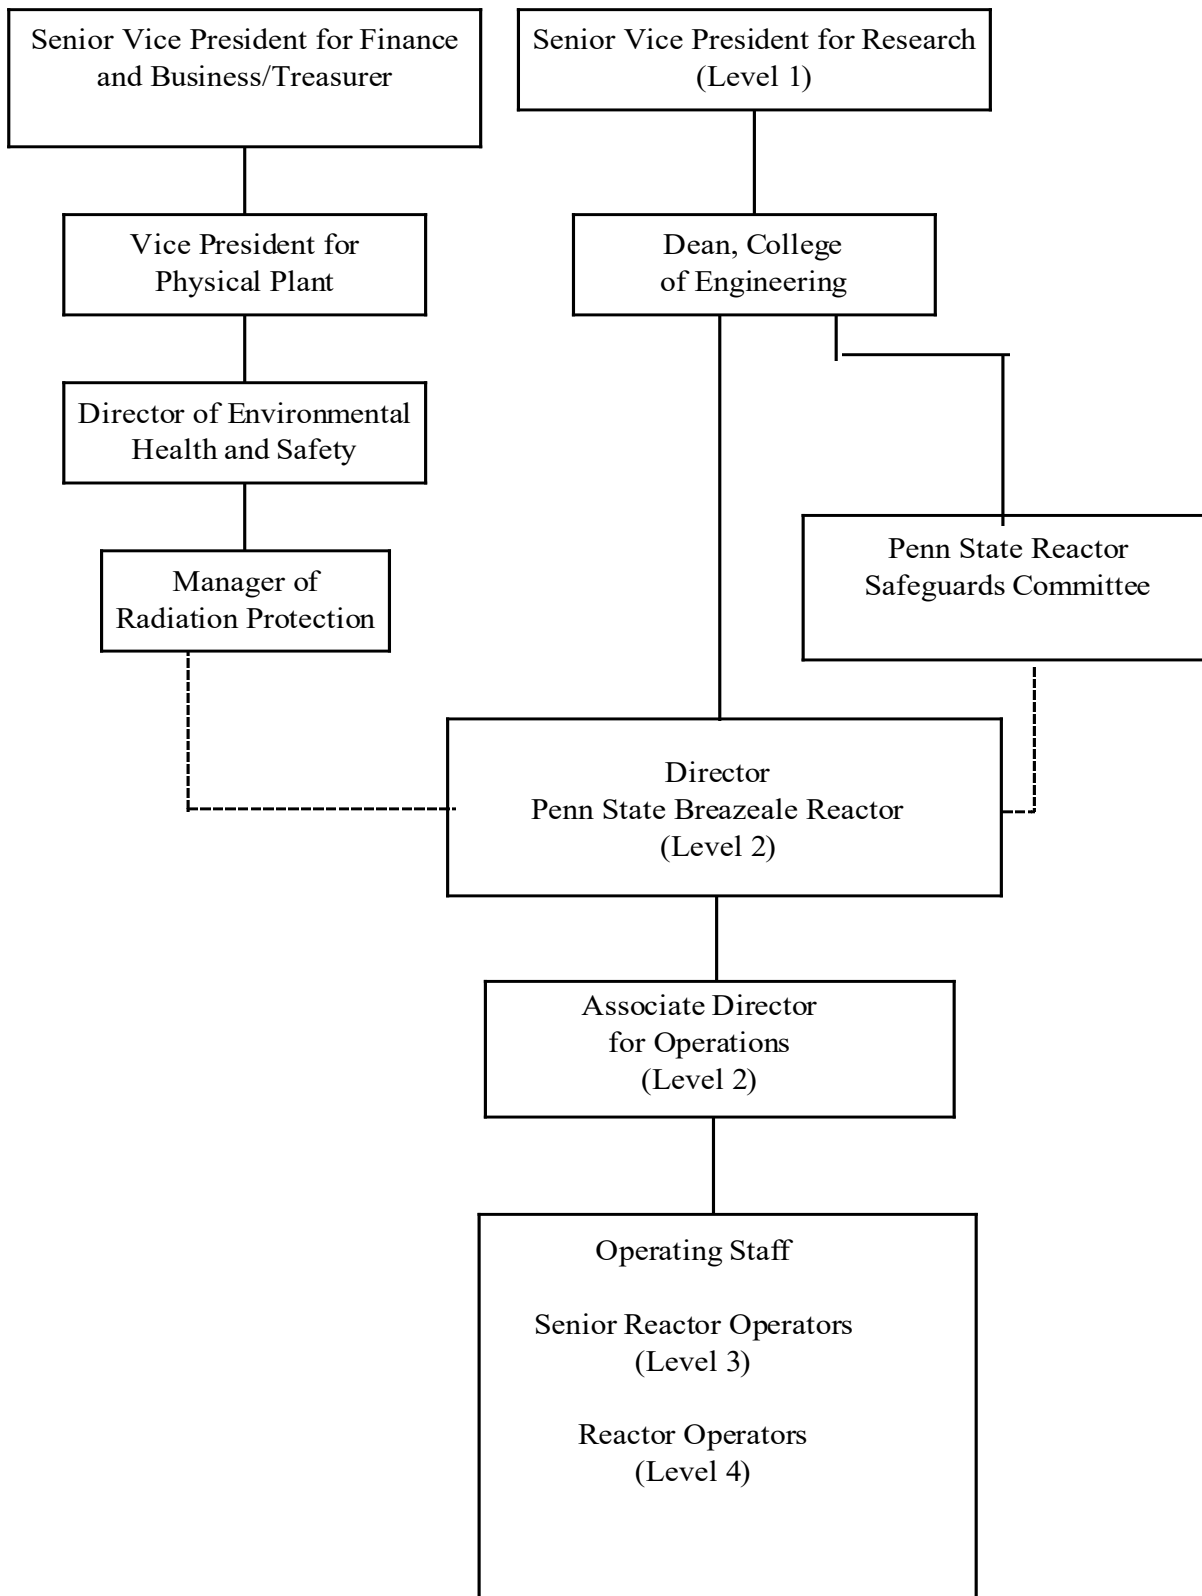 Senior Vice President for Finance
and Business/Treasurer
Senior Vice President for Research
(Level 1)
Vice President for
Physical Plant
Dean, College
of Engineering
Director of Environmental
Health and Safety
Manager of
Radiation Protection
Penn State Reactor
Safeguards Committee
Director
Penn State Breazeale Reactor
(Level 2)
Associate Director
for Operations
(Level 2)
Operating Staff
Senior Reactor Operators
(Level 3)
Reactor Operators
(Level 4)